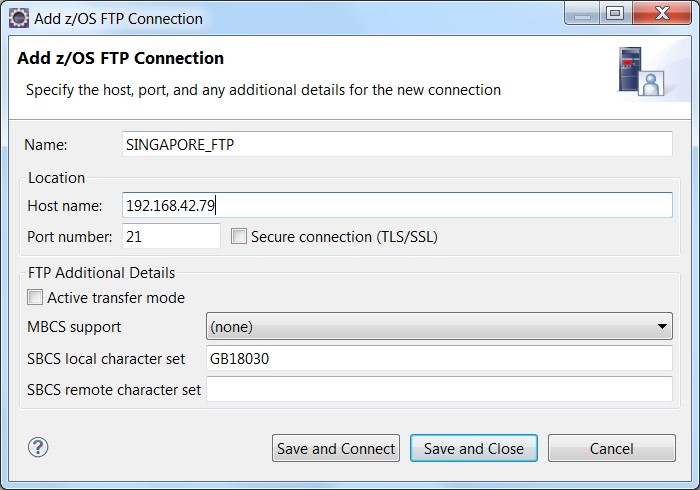 Add z/OS FTP Connection
Add z/OS FTP Connection
Specify the host, port, and any additional details for the new connection
Name: SINGAPORE_FTP
Location
Host name: 192.168.42.79
Port number: 21 Secure connection (TLS/SSL)
FTP Additional Details
Active transfer mode
MBCS support (none)
SBCS local character set GB18030
SBCS remote character set
? Save and Connect Save and Close Cancel